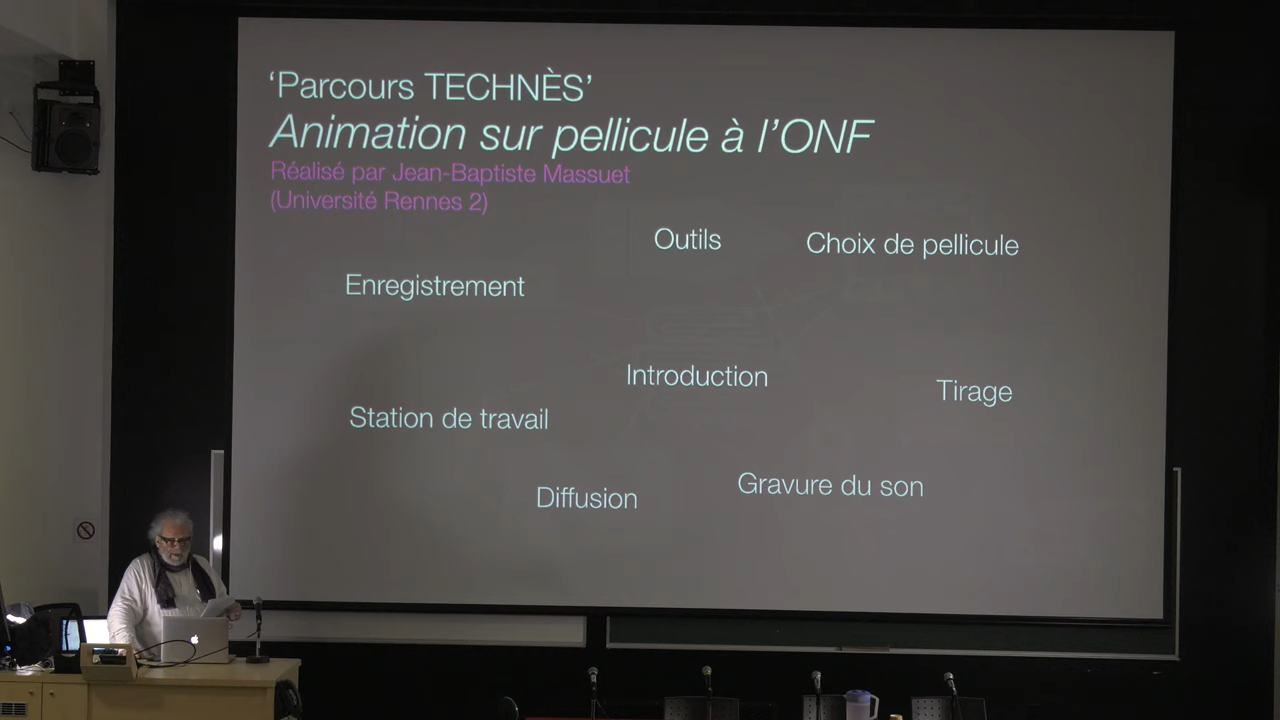 ‘Parcours TECHNÈS’
Animation sur pellicule à l’ONF
Réalisé par Jean-Baptiste Massuet
(Université Rennes 2)
Outils
Choix de pellicule
Enregistrement
Introduction
Tirage
Station de travail
Gravure du son
Diffusion